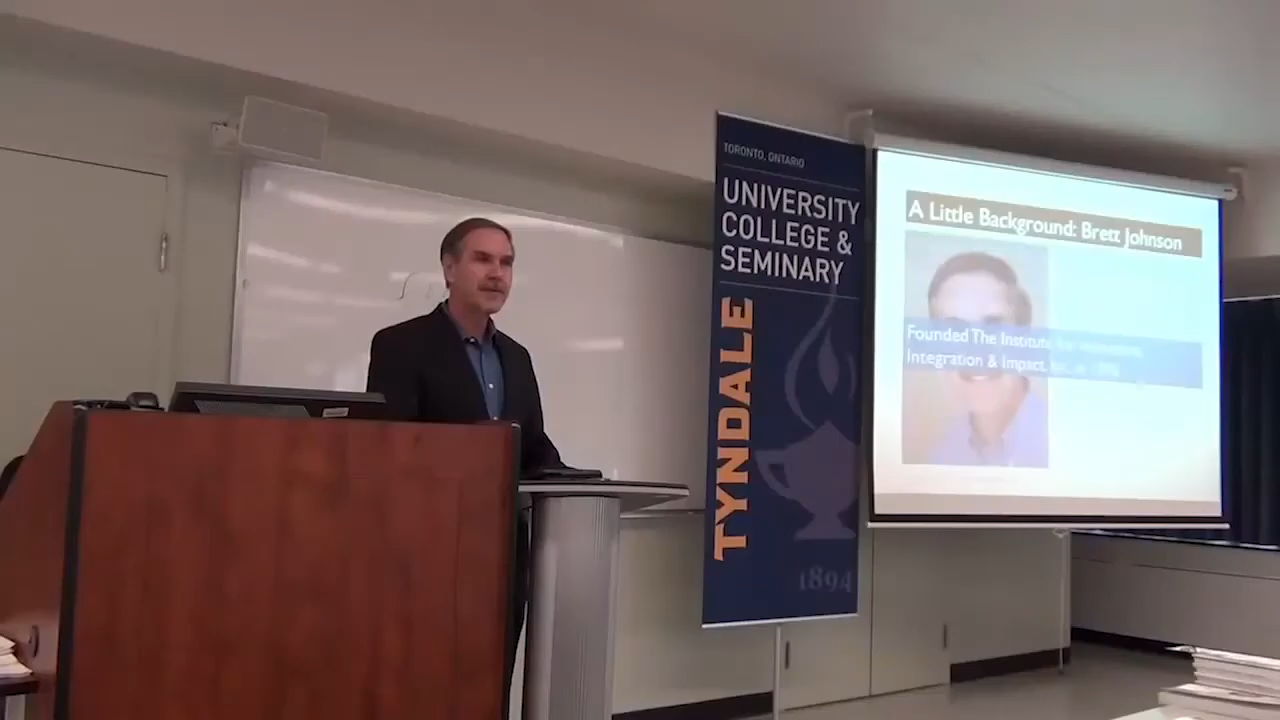 TORONTO, ONTARIO
UNIVERSITY
COLLEGE &
SEMINARY
TYNDALE
1894
A Little Background: Brett Johnson
Founded The Institute
Integration & Impact,